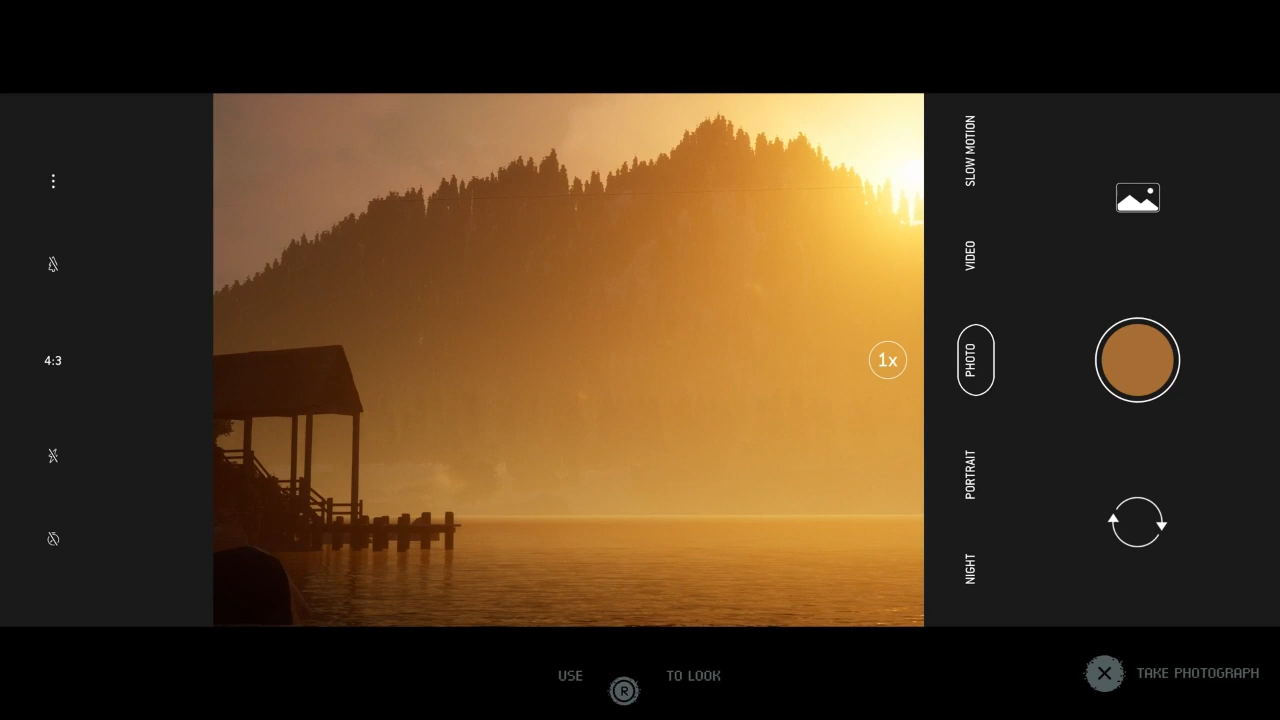 4:3
1x
SLOW MOTION
VIDEO
PHOTO
PORTRAIT
NIGHT
USE R TO LOOK
X TAKE PHOTOGRAPH